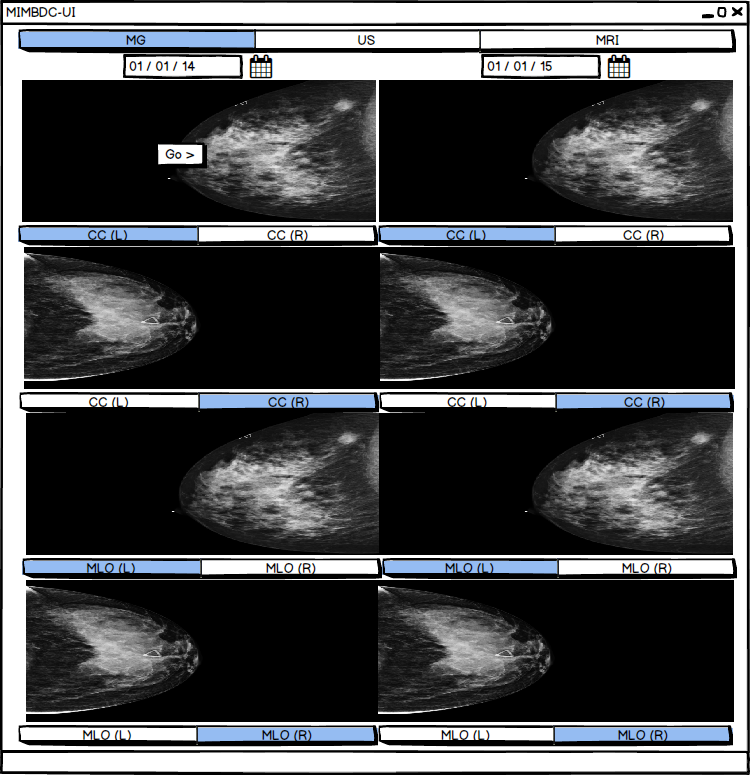 MIMBDC-UI
MG US MRI
01 / 01 / 14 01 / 01 / 15
Go >
CC (L) CC (R) CC (L) CC (R)
CC (L) CC (R) CC (L) CC (R)
MLO (L) MLO (R) MLO (L) MLO (R)
MLO (L) MLO (R) MLO (L) MLO (R)